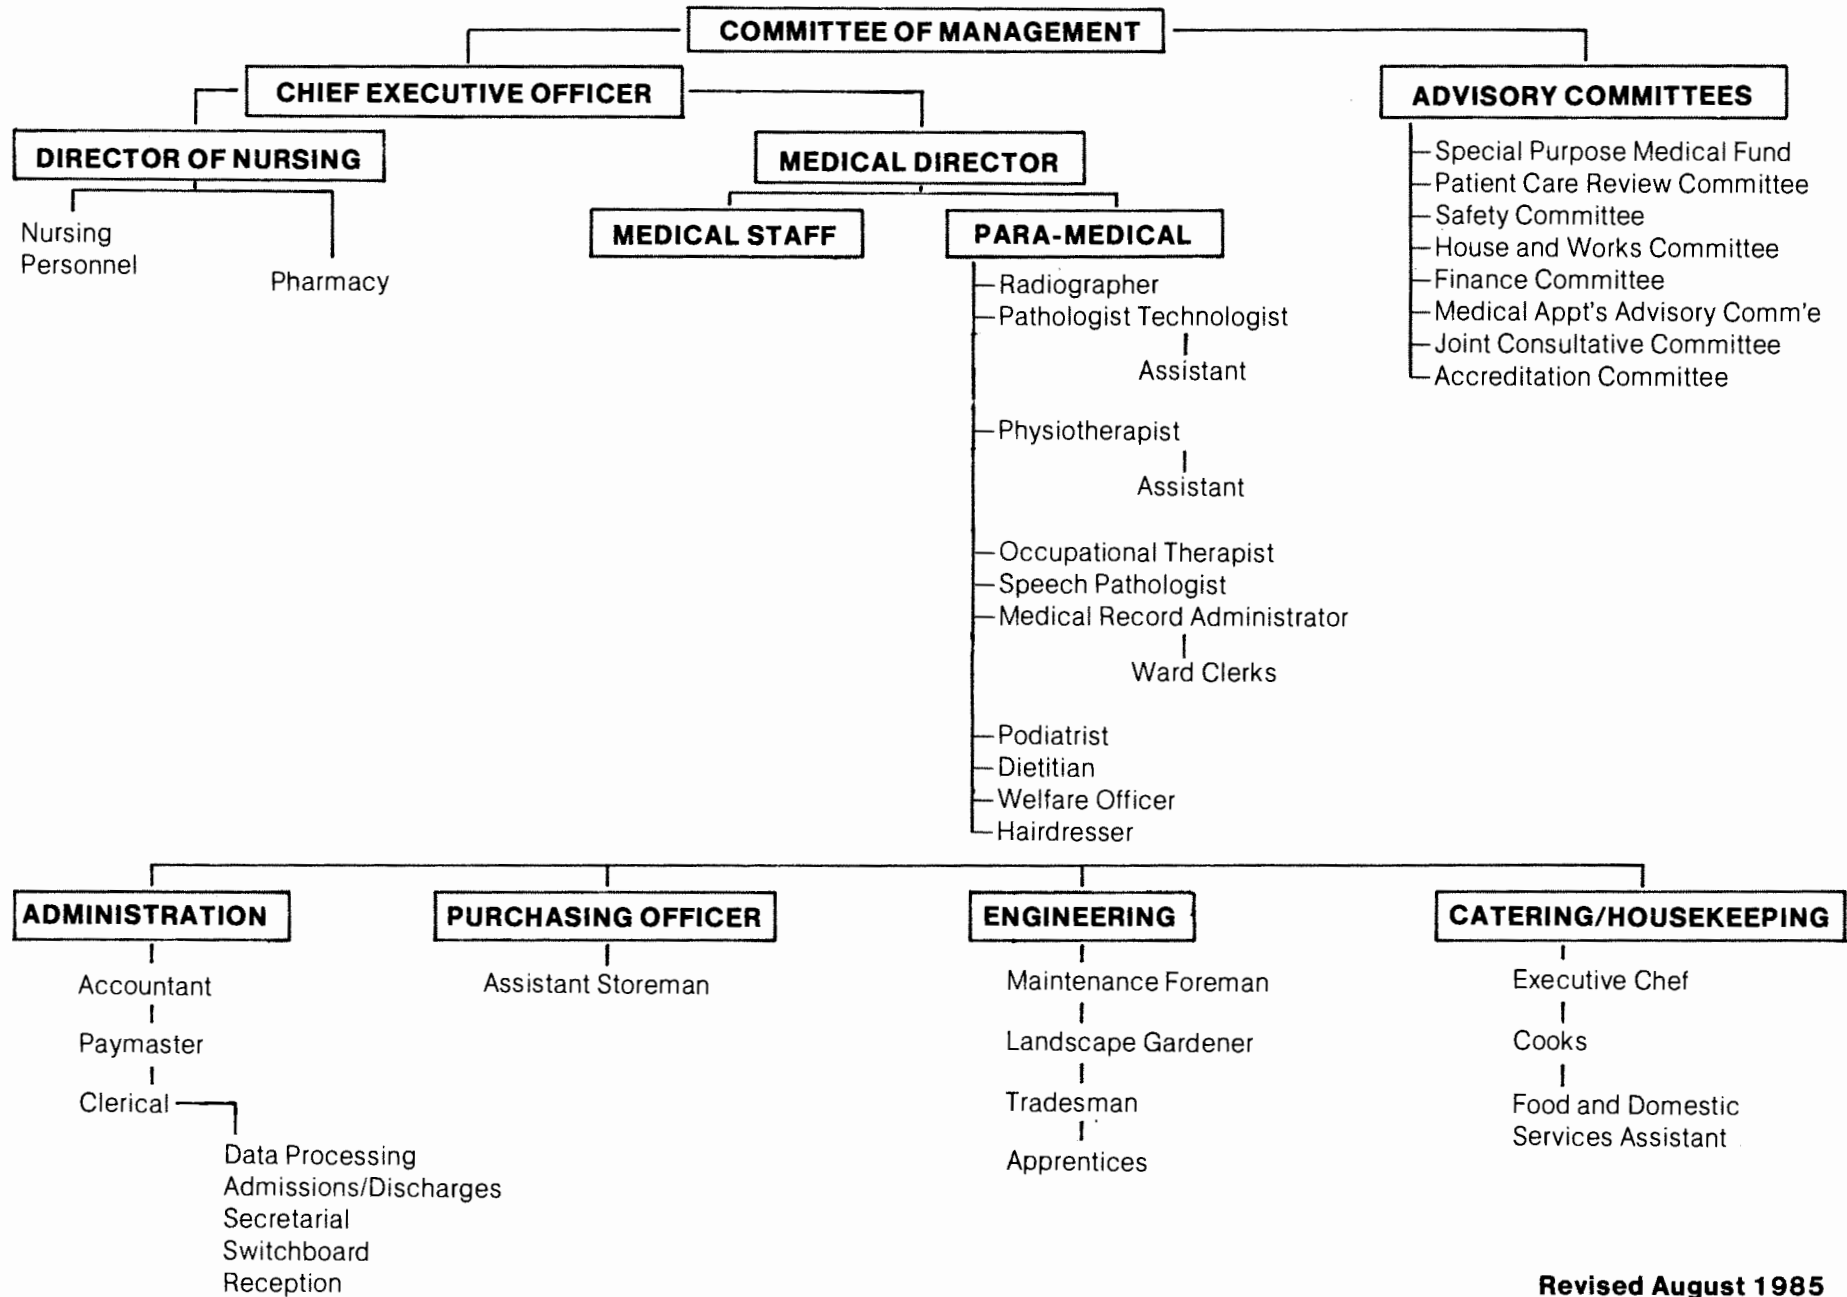 COMMITTEE OF MANAGEMENT
CHIEF EXECUTIVE OFFICER
ADVISORY COMMITTEES
Special Purpose Medical Fund
Patient Care Review Committee
Safety Committee
House and Works Committee
Finance Committee
Medical Appt's Advisory Comm'e
Joint Consultative Committee
Accreditation Committee
DIRECTOR OF NURSING
Nursing
Personnel
Pharmacy
MEDICAL DIRECTOR
MEDICAL STAFF
PARA-MEDICAL
Radiographer
Pathologist Technologist
Assistant
Physiotherapist
Assistant
Occupational Therapist
Speech Pathologist
Medical Record Administrator
Ward Clerks
Podiatrist
Dietitian
Welfare Officer
Hairdresser
ADMINISTRATION
Accountant
Paymaster
Clerical
Data Processing
Admissions/Discharges
Secretarial
Switchboard
Reception
PURCHASING OFFICER
Assistant Storeman
ENGINEERING
Maintenance Foreman
Landscape Gardener
Tradesman
Apprentices
CATERING/HOUSEKEEPING
Executive Chef
Cooks
Food and Domestic
Services Assistant
Revised August 1985